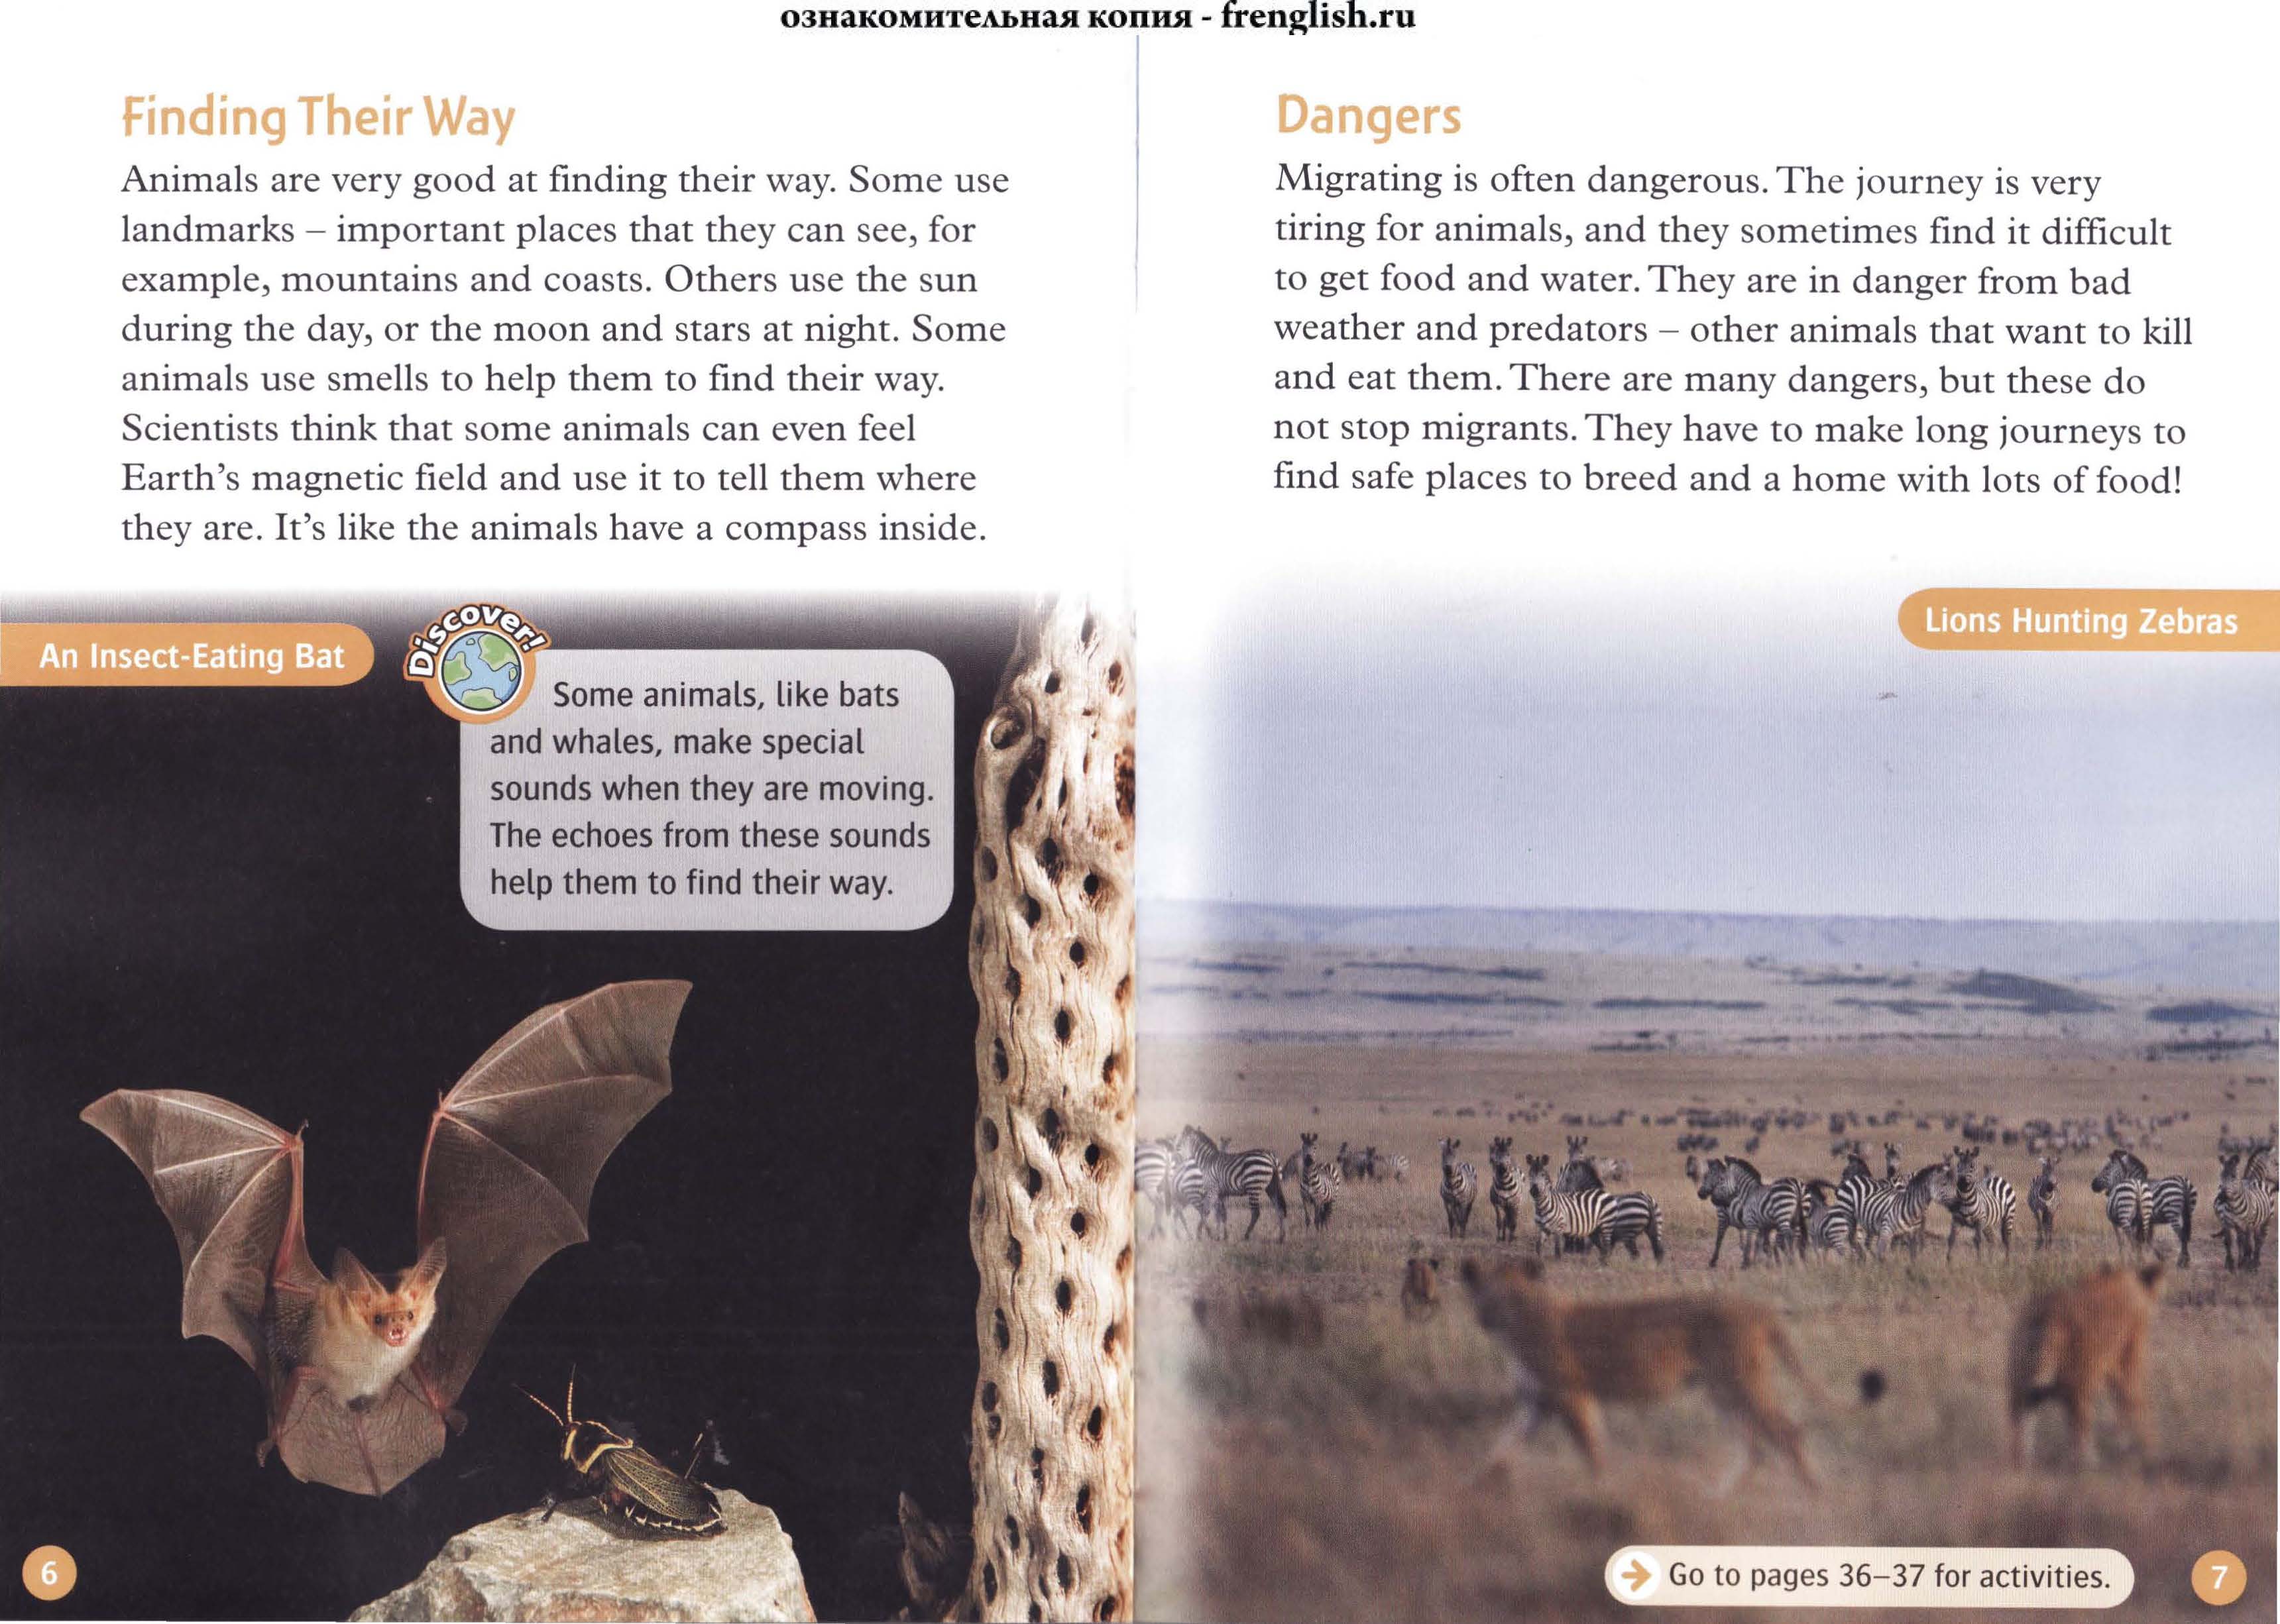 ознакомительная копия - frenglish.ru
Finding Their Way
Animals are very good at finding their way. Some use
landmarks – important places that they can see, for
example, mountains and coasts. Others use the sun
during the day, or the moon and stars at night. Some
animals use smells to help them to find their way.
Scientists think that some animals can even feel
Earth's magnetic field and use it to tell them where
they are. It's like the animals have a compass inside.
An Insect-Eating Bat
Discover!
Some animals, like bats
and whales, make special
sounds when they are moving.
The echoes from these sounds
help them to find their way.
6
Dangers
Migrating is often dangerous. The journey is very
tiring for animals, and they sometimes find it difficult
to get food and water. They are in danger from bad
weather and predators – other animals that want to kill
and eat them. There are many dangers, but these do
not stop migrants. They have to make long journeys to
find safe places to breed and a home with lots of food!
Lions Hunting Zebras
Go to pages 36–37 for activities.
7